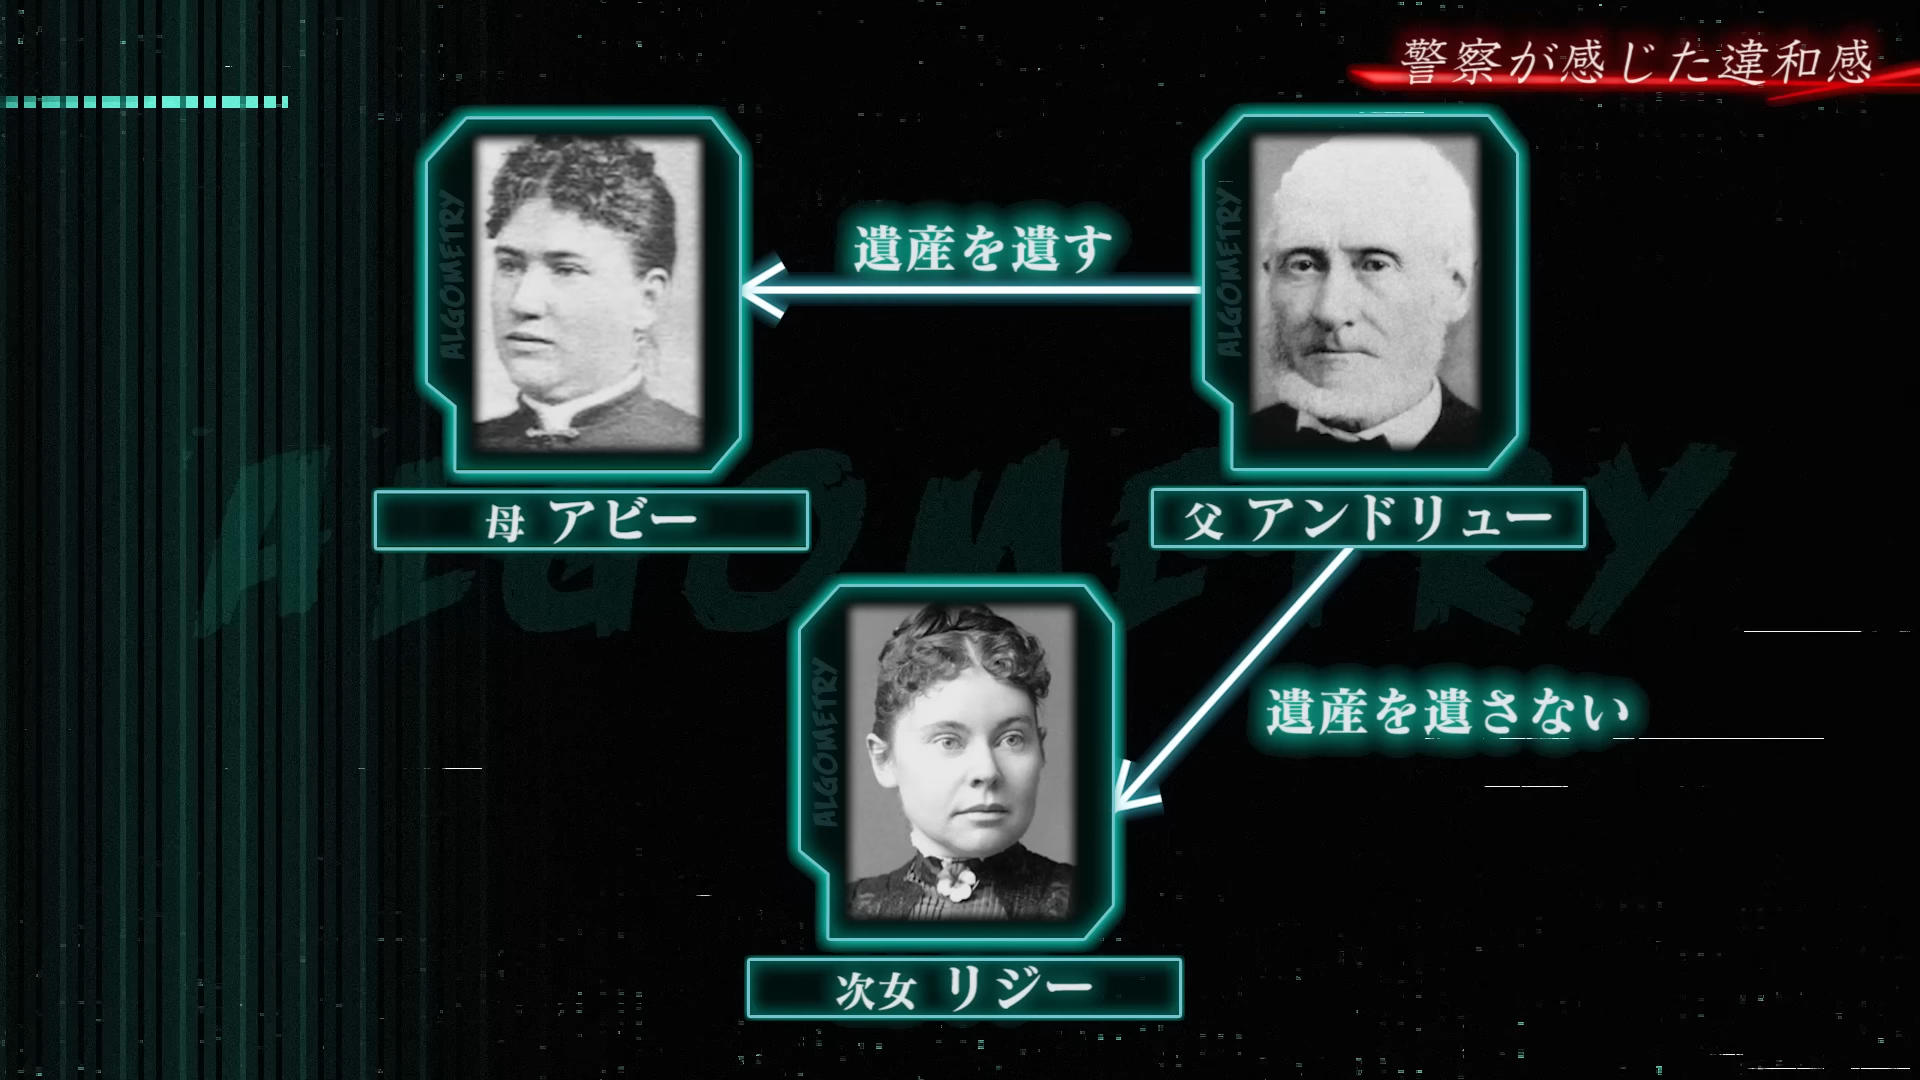 警察が感じた違和感
ALGOMETRY
遺産を遺す
ALGOMETRY
ALGOMETRY
母 アビー
父 アンドリュー
ALGOMETRY
遺産を遺さない
次女 リジー